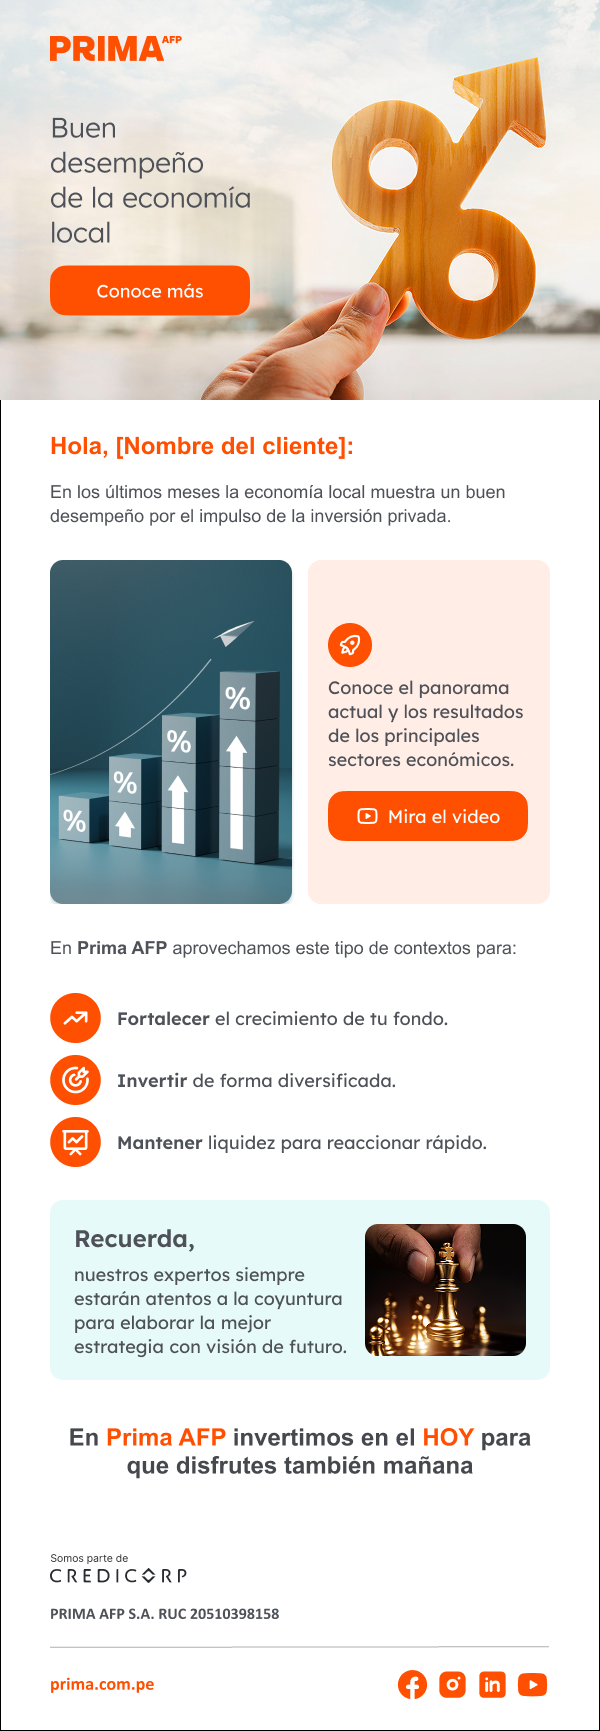 PRIMA AFP
Buen
desempeño
de la economía
local
Conoce más
Hola, [Nombre del cliente]:
En los últimos meses la economía local muestra un buen
desempeño por el impulso de la inversión privada.
%
%
%
%
Conoce el panorama
actual y los resultados
de los principales
sectores económicos.
Mira el video
En Prima AFP aprovechamos este tipo de contextos para:
Fortalecer el crecimiento de tu fondo.
Invertir de forma diversificada.
Mantener liquidez para reaccionar rápido.
Recuerda,
nuestros expertos siempre
estarán atentos a la coyuntura
para elaborar la mejor
estrategia con visión de futuro.
En Prima AFP invertimos en el HOY para
que disfrutes también mañana
Somos parte de
CREDICORP
PRIMA AFP S.A. RUC 20510398158
prima.com.pe